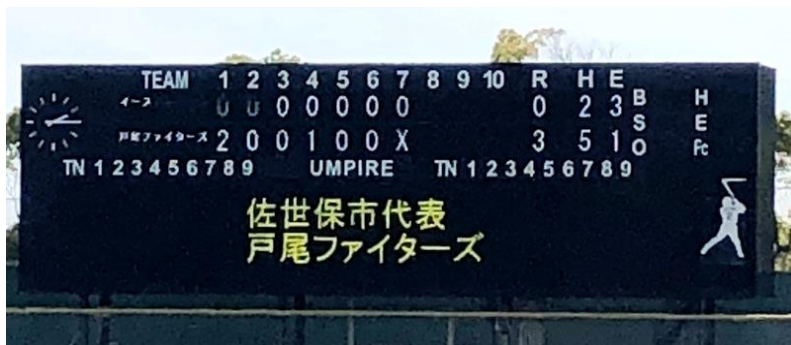 TEAM 1 2 3 4 5 6 7 8 9 10 R H E
イース 0 0 0 0 0 0 0 0 2 3 B H
S E
戸尾ファイターズ 2 0 0 1 0 0 X 3 5 1 O Fc
TN 1 2 3 4 5 6 7 8 9 UMPIRE TN 1 2 3 4 5 6 7 8 9
佐世保市代表
戸尾ファイターズ